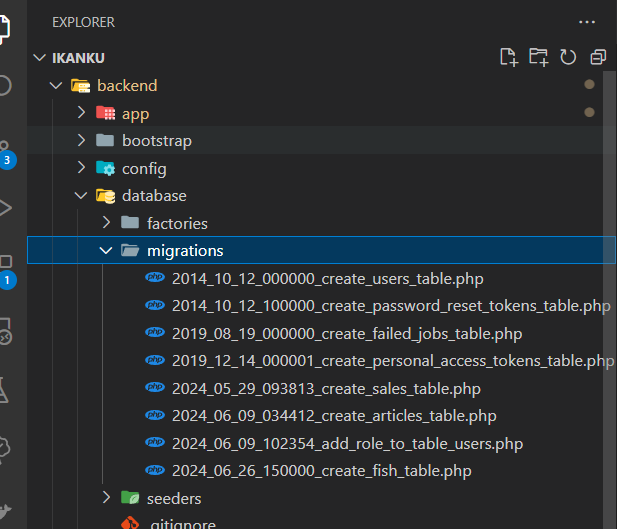 EXPLORER
IKANKU
backend
app
bootstrap
3
config
database
factories
migrations
2014_10_12_000000_create_users_table.php
1
2014_10_12_100000_create_password_reset_tokens_table.php
2019_08_19_000000_create_failed_jobs_table.php
2019_12_14_000001_create_personal_access_tokens_table.php
2024_05_29_093813_create_sales_table.php
2024_06_09_034412_create_articles_table.php
2024_06_09_102354_add_role_to_table_users.php
2024_06_26_150000_create_fish_table.php
seeders
.gitignore